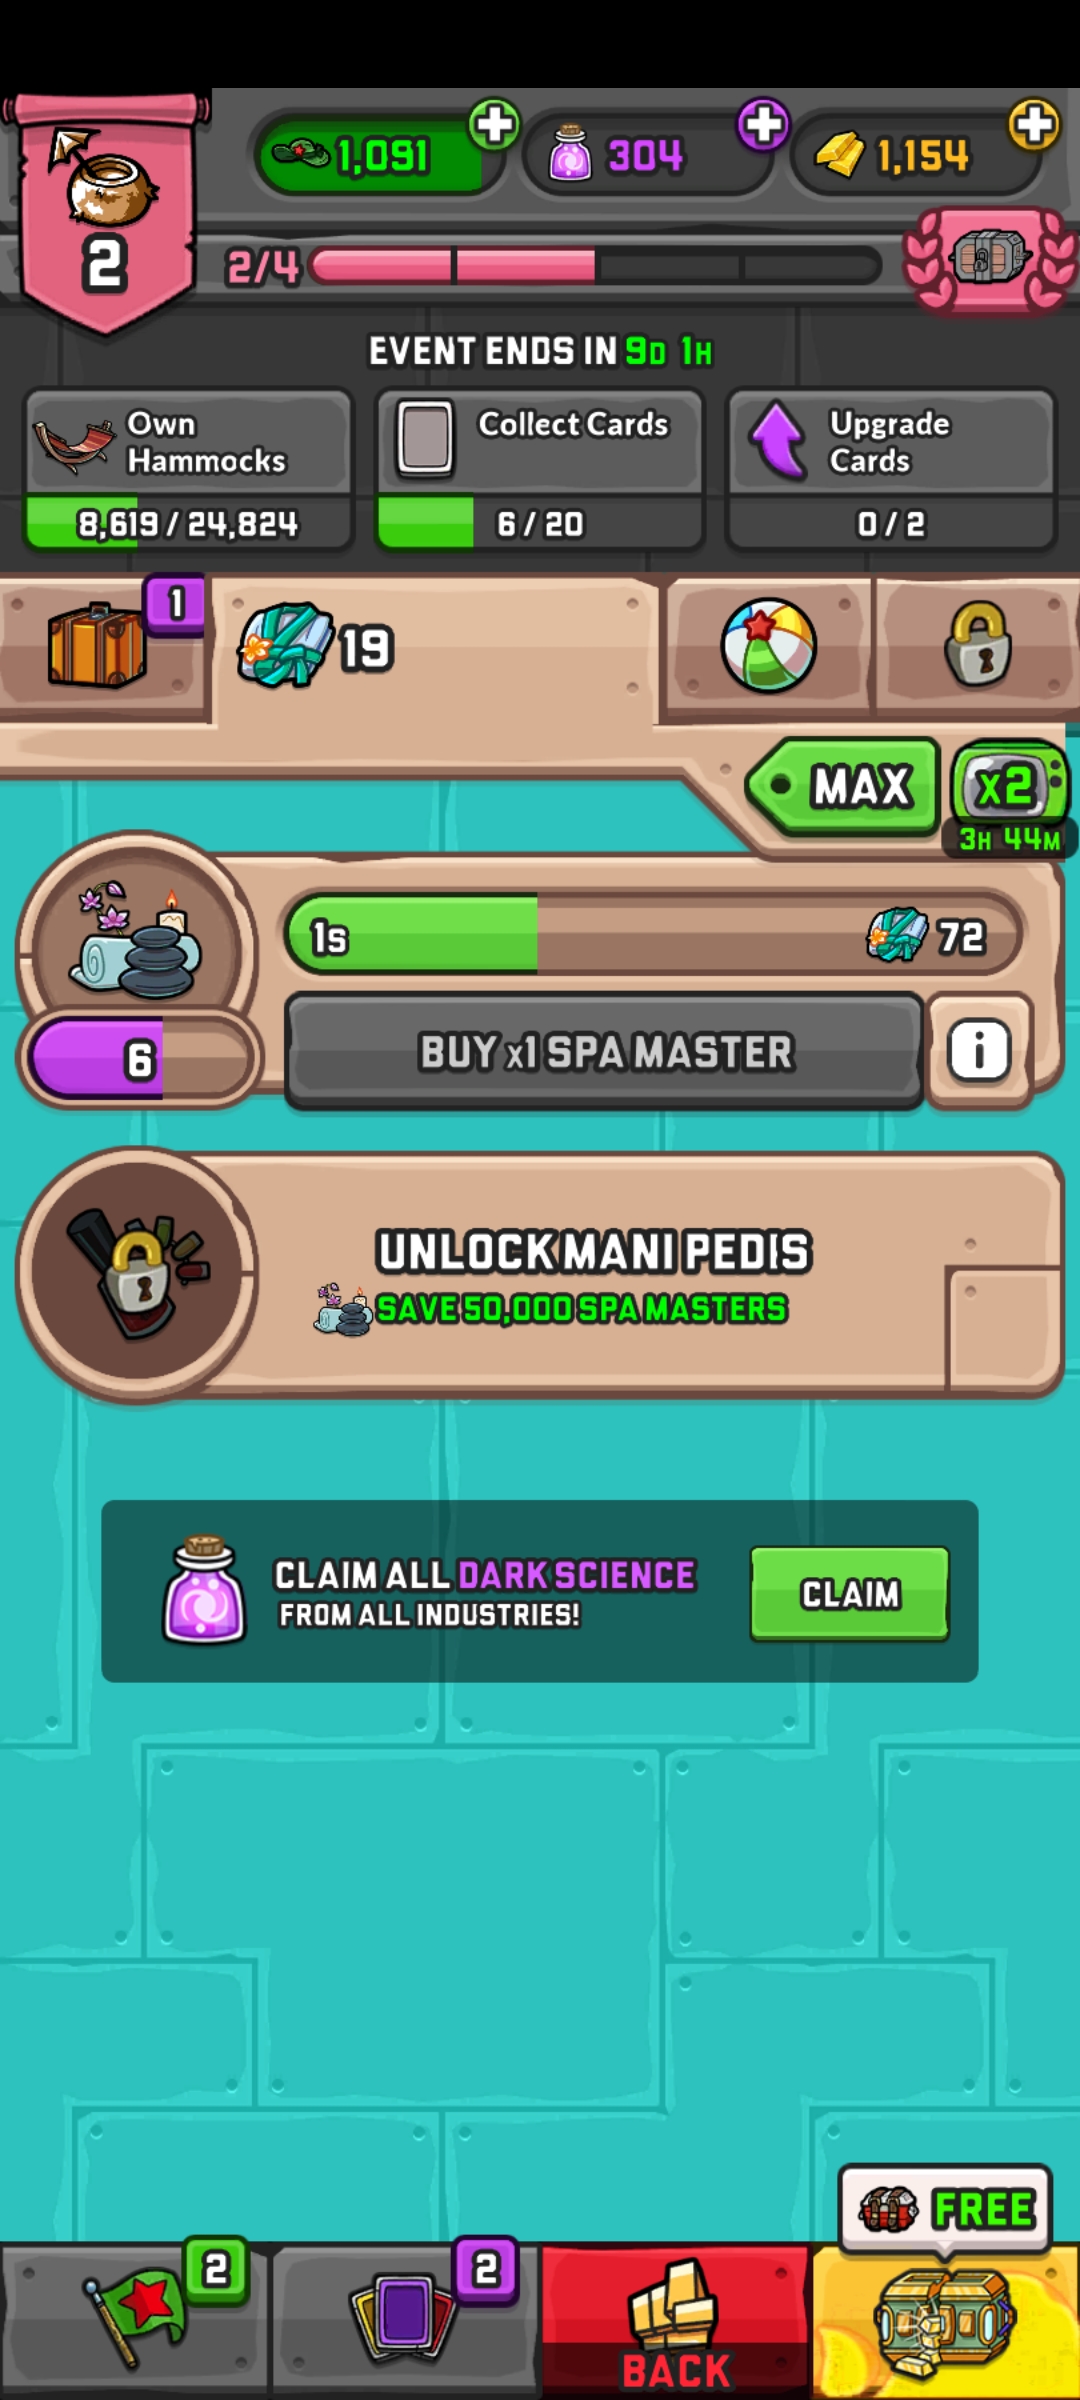 1,091
304
1,154
2
2/4
EVENT ENDS IN 9D 1H
Own
Hammocks
8,619 / 24,824
Collect Cards
6 / 20
Upgrade
Cards
0 / 2
1
19
MAX
x2
3H 44M
1s
72
6
BUY x1 SPA MASTER
i
UNLOCK MANI PEDIS
SAVE 50,000 SPA MASTERS
CLAIM ALL DARK SCIENCE
FROM ALL INDUSTRIES!
CLAIM
FREE
2
2
BACK